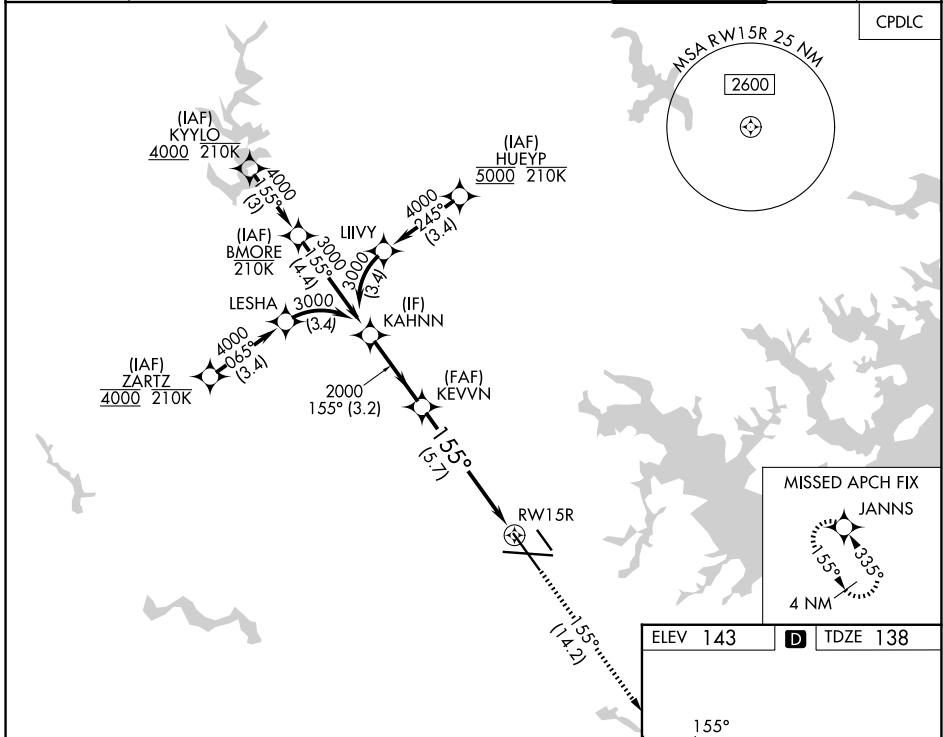 CPDLC
MSA RW15R 25 NM
2600
(IAF)
KYYLO
4000 210K
4000
155°
(3)
(IAF)
HUEYP
5000 210K
4000
245°
(3.4)
(IAF)
BMORE
210K
3000
155°
(4.4)
LIIVY
3000
(3.4)
LESHA
3000
(3.4)
(IF)
KAHNN
4000
065°
(3.4)
(IAF)
ZARTZ
4000 210K
2000
155° (3.2)
(FAF)
KEVVN
155°
(5.7)
RW15R
155°
(14.2)
MISSED APCH FIX
JANNS
155°
335°
4 NM
ELEV 143
D
TDZE 138
155°